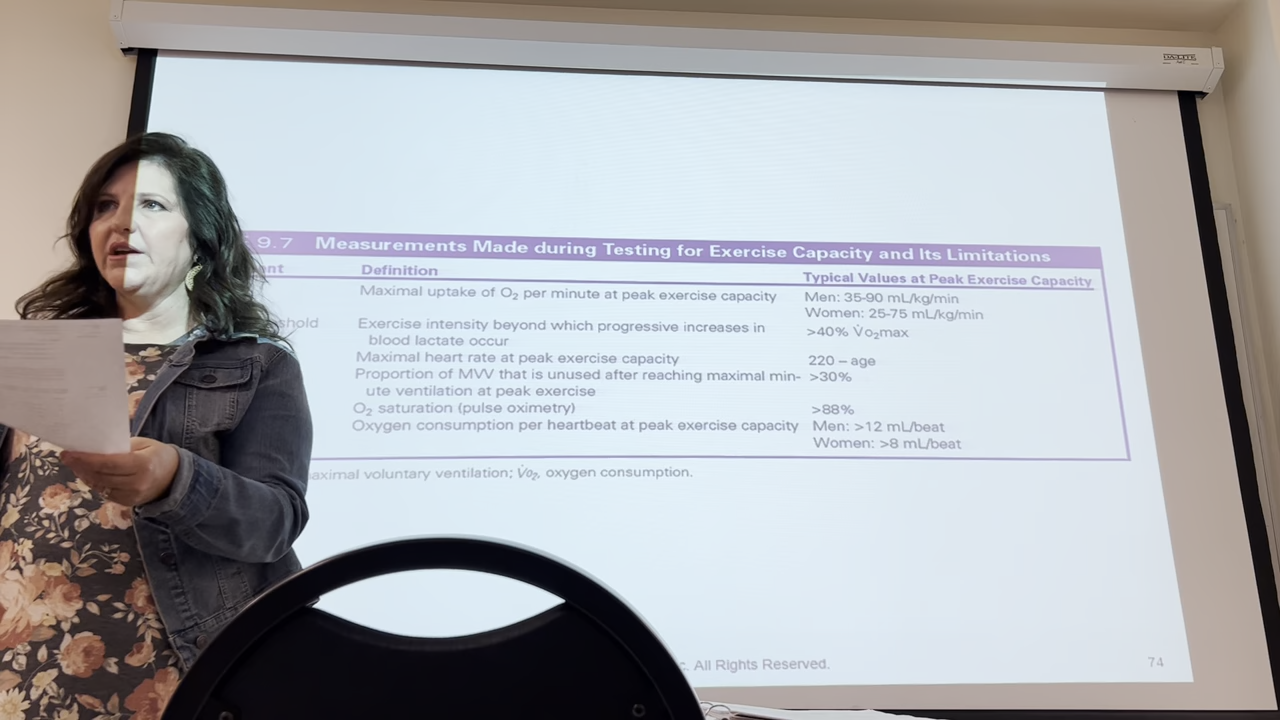 DA-LITE
9.7 Measurements Made during Testing for Exercise Capacity and Its Limitations
Definition Typical Values at Peak Exercise Capacity
Maximal uptake of O₂ per minute at peak exercise capacity Men: 35-90 mL/kg/min
Women: 25-75 mL/kg/min
Exercise intensity beyond which progressive increases in >40% V̇o₂max
blood lactate occur
Maximal heart rate at peak exercise capacity 220 – age
Proportion of MVV that is unused after reaching maximal min- >30%
ute ventilation at peak exercise
O₂ saturation (pulse oximetry) >88%
Oxygen consumption per heartbeat at peak exercise capacity Men: >12 mL/beat
Women: >8 mL/beat
maximal voluntary ventilation; V̇o₂, oxygen consumption.
c. All Rights Reserved. 74